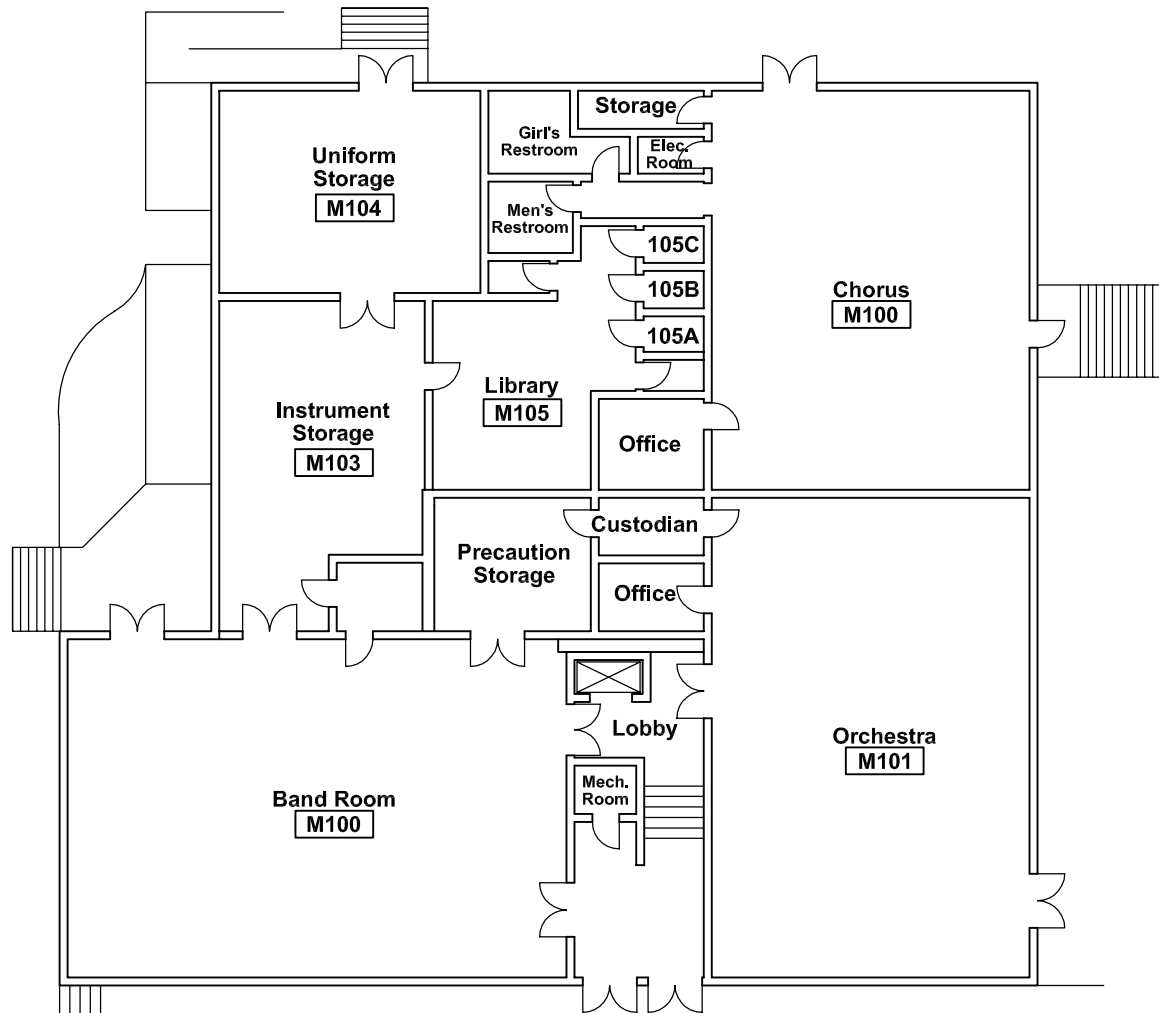 Storage
Girl's
Restroom
Elec.
Room
Uniform
Storage
M104
Men's
Restroom
105C
105B
105A
Chorus
M100
Library
M105
Instrument
Storage
M103
Office
Custodian
Precaution
Storage
Office
Lobby
Orchestra
M101
Mech.
Room
Band Room
M100